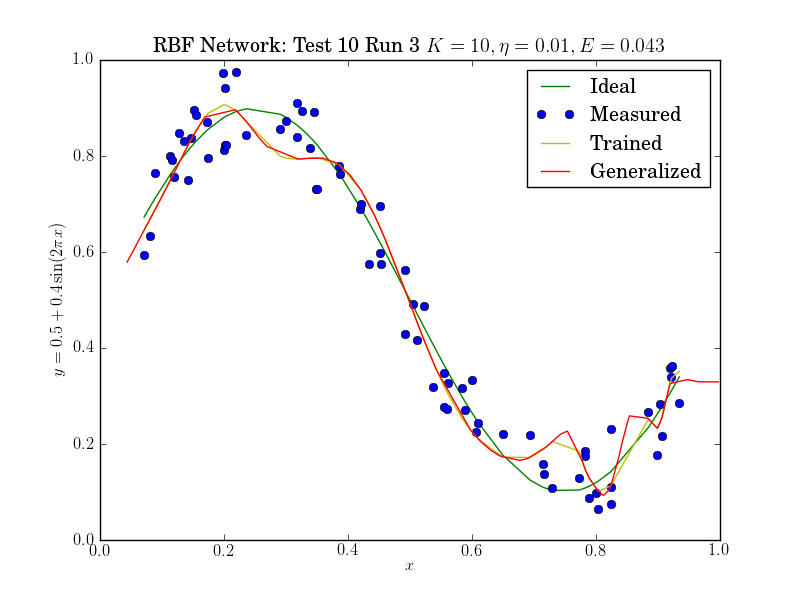 RBF Network: Test 10 Run 3 K = 10, η = 0.01, E = 0.043
1.0
0.8
0.6
0.4
0.2
0.0
y = 0.5 + 0.4 sin(2πx)
Ideal
Measured
Trained
Generalized
0.0 0.2 0.4 0.6 0.8 1.0
x